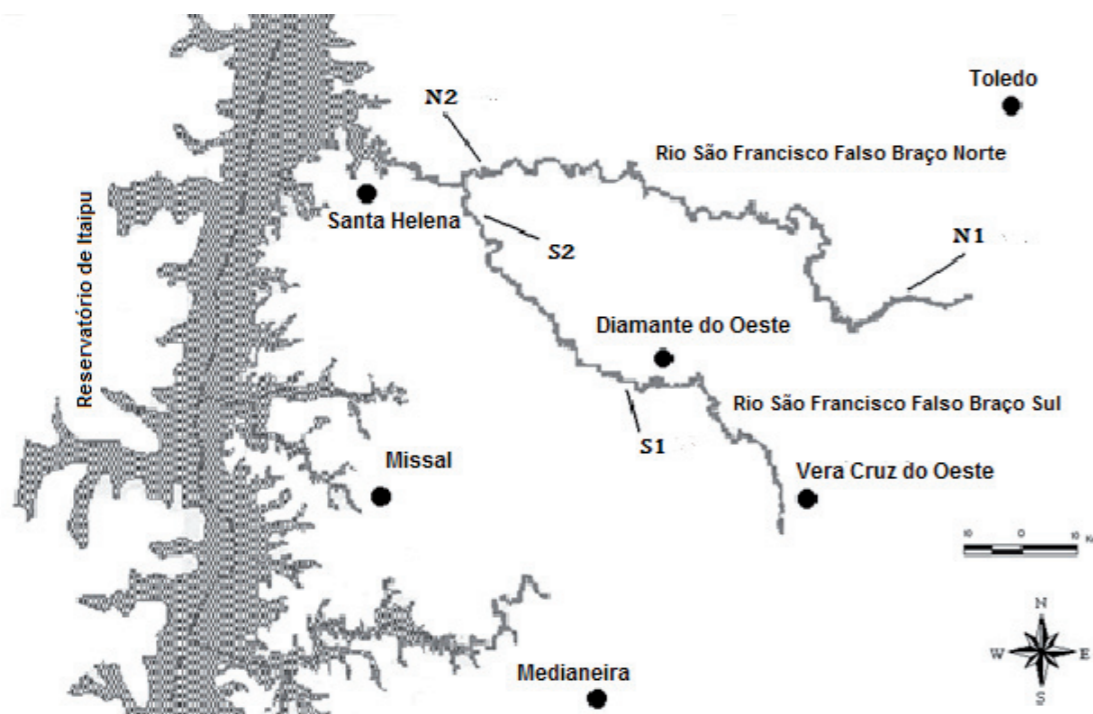 Toledo
N2
Rio São Francisco Falso Braço Norte
Santa Helena
Reservatório de Itaipu
S2
N1
Diamante do Oeste
Rio São Francisco Falso Braço Sul
S1
Missal
Vera Cruz do Oeste
10 0 10
N
W E
S
Medianeira